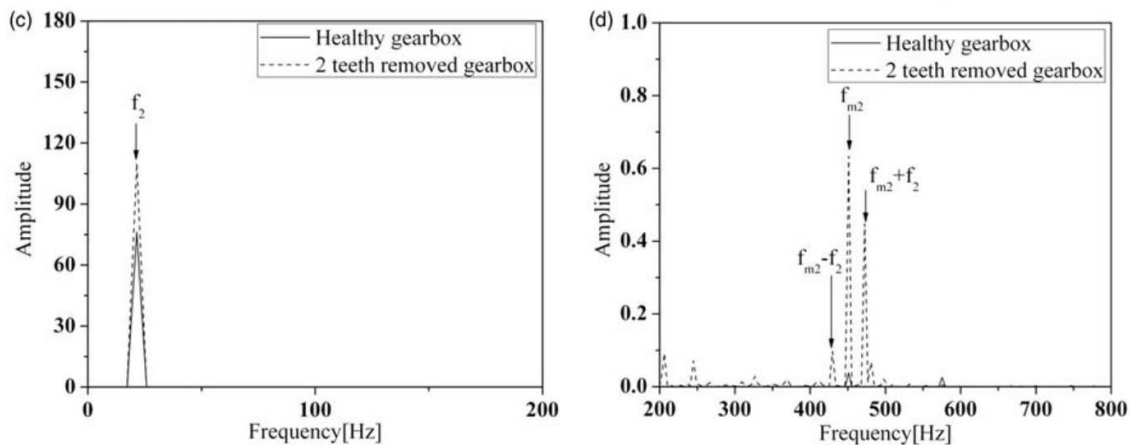 (c)
180
150
120
90
60
30
0
Amplitude
Healthy gearbox
2 teeth removed gearbox
f2
0
100
200
Frequency[Hz]
(d)
1.0
0.8
0.6
0.4
0.2
0.0
Amplitude
Healthy gearbox
2 teeth removed gearbox
fm2
fm2+f2
fm2-f2
200
300
400
500
600
700
800
Frequency[Hz]